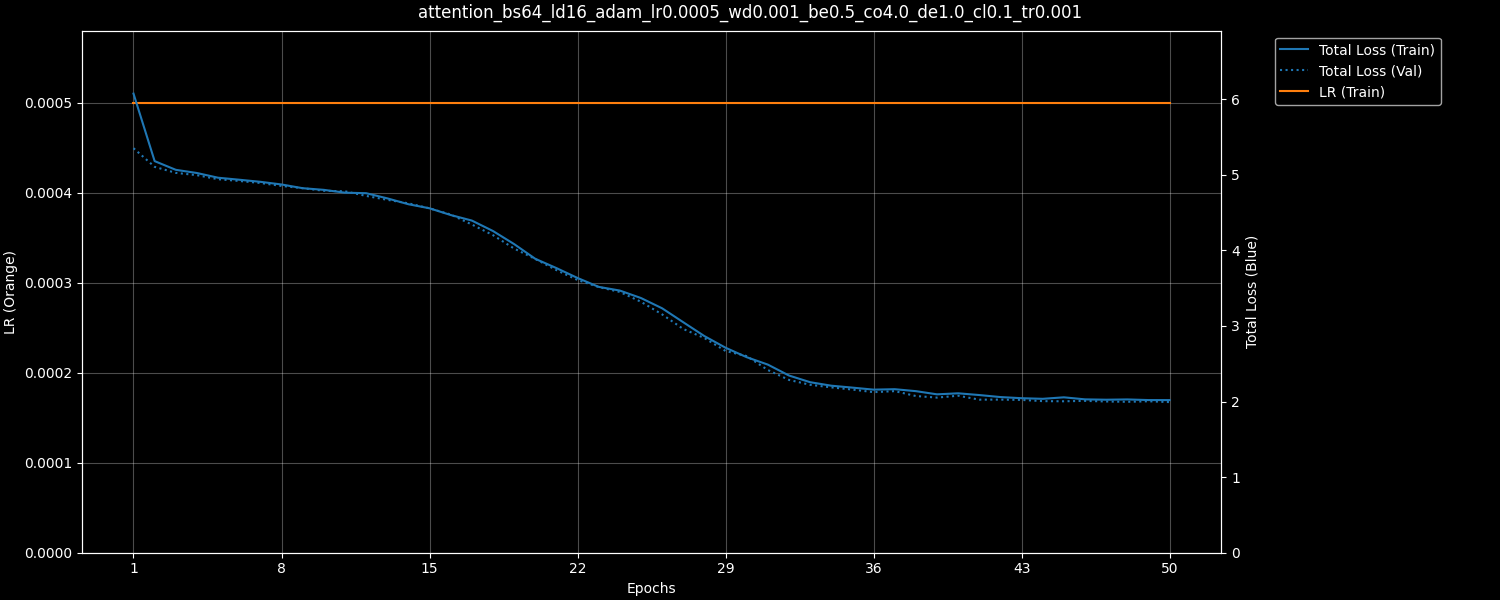 attention_bs64_ld16_adam_lr0.0005_wd0.001_be0.5_co4.0_de1.0_cl0.1_tr0.001
Total Loss (Train)
Total Loss (Val)
LR (Train)
LR (Orange)
0.0005
0.0004
0.0003
0.0002
0.0001
0.0000
6
5
4
3
2
1
0
Total Loss (Blue)
1 8 15 22 29 36 43 50
Epochs